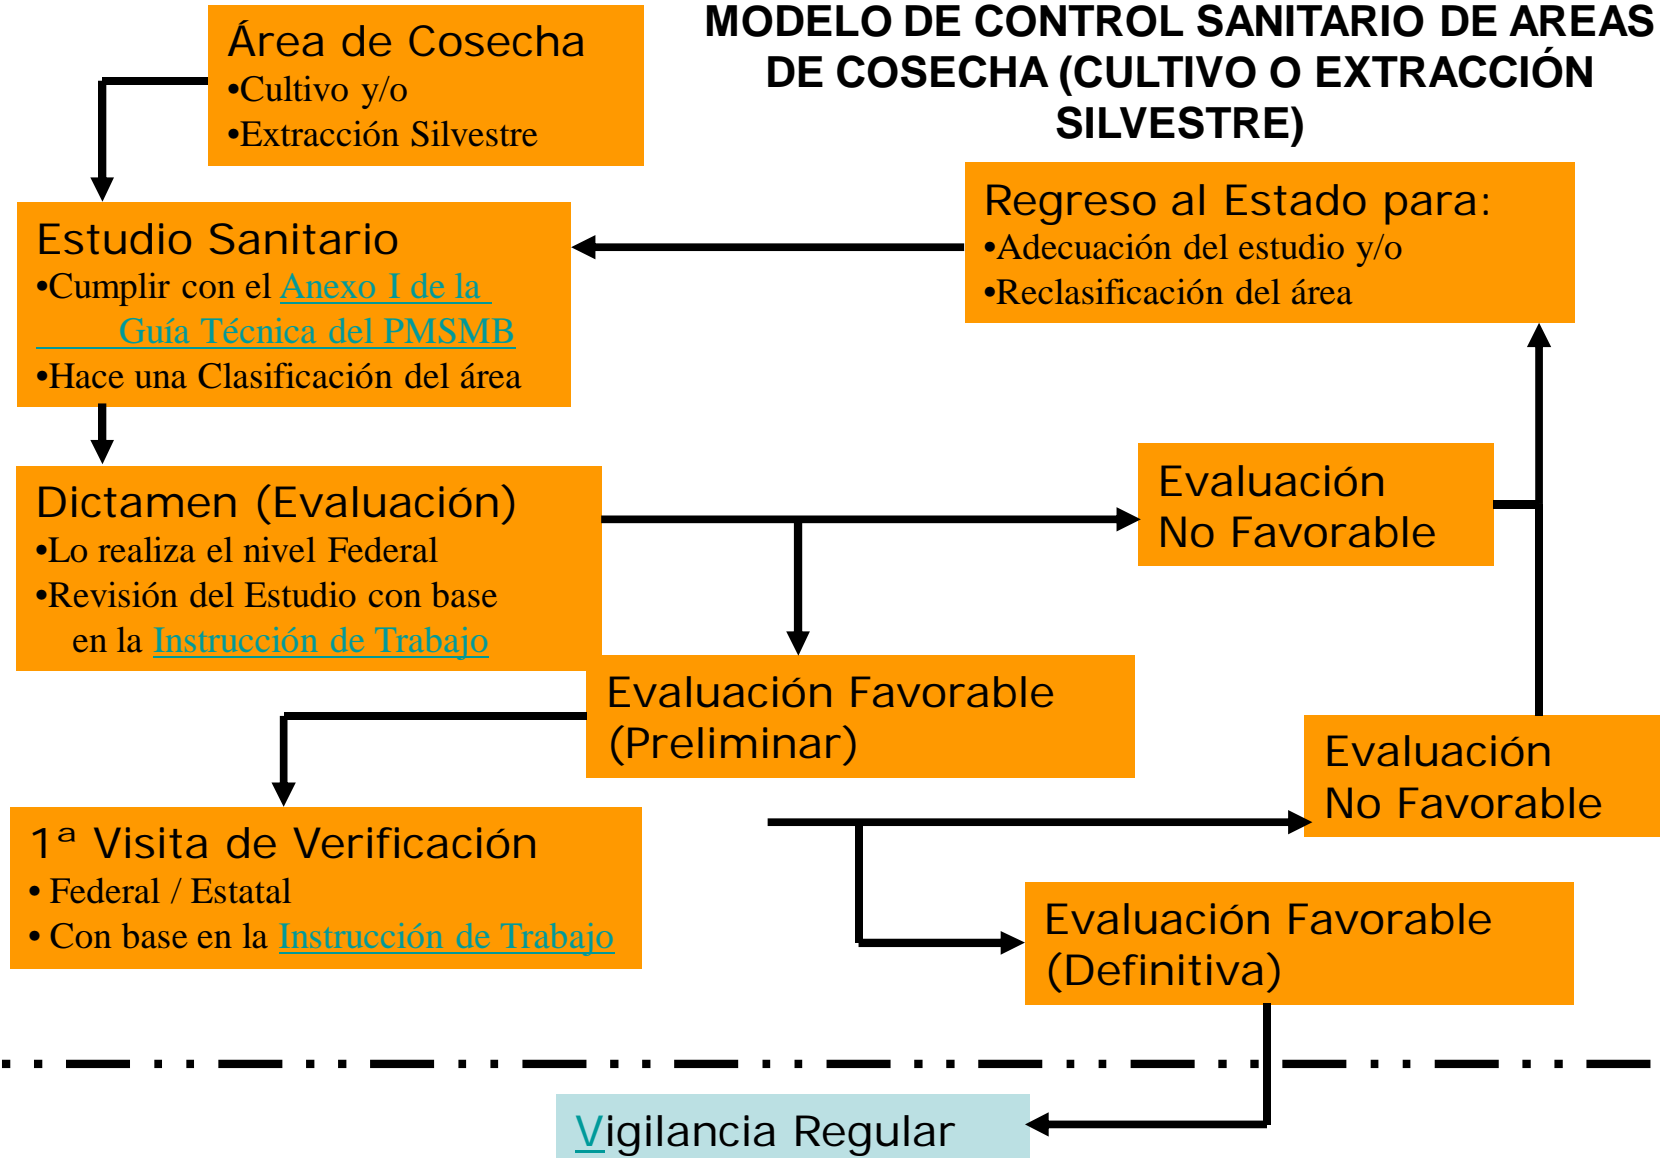 MODELO DE CONTROL SANITARIO DE AREAS
DE COSECHA (CULTIVO O EXTRACCIÓN
SILVESTRE)
Área de Cosecha
•Cultivo y/o
•Extracción Silvestre
Regreso al Estado para:
•Adecuación del estudio y/o
•Reclasificación del área
Estudio Sanitario
•Cumplir con el Anexo I de la
Guía Técnica del PMSMB
•Hace una Clasificación del área
Dictamen (Evaluación)
•Lo realiza el nivel Federal
•Revisión del Estudio con base
en la Instrucción de Trabajo
Evaluación
No Favorable
Evaluación Favorable
(Preliminar)
Evaluación
No Favorable
1ª Visita de Verificación
• Federal / Estatal
• Con base en la Instrucción de Trabajo
Evaluación Favorable
(Definitiva)
Vigilancia Regular